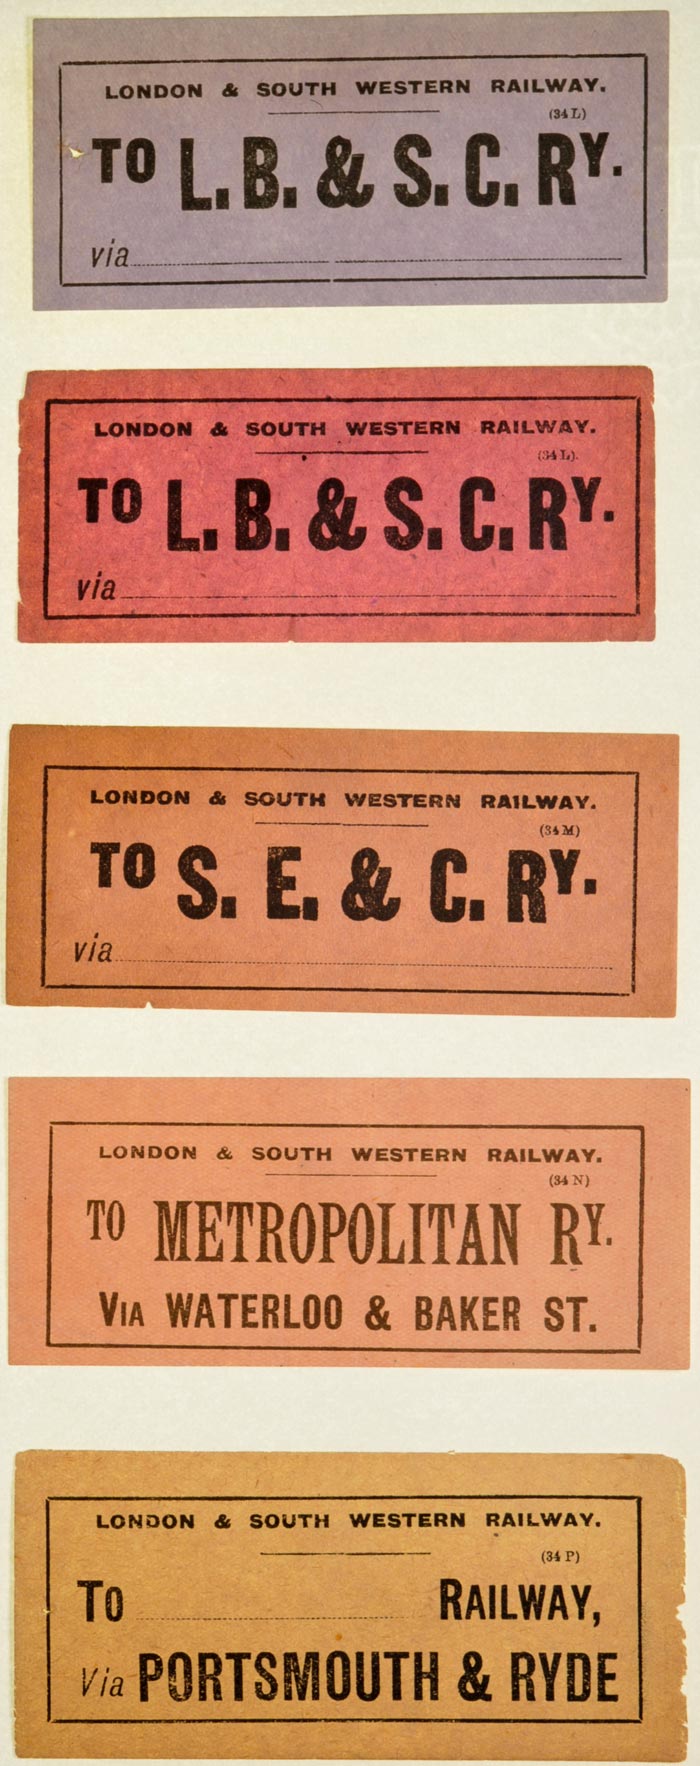 LONDON & SOUTH WESTERN RAILWAY.
(34 L)
TO L. B. & S. C. RY.
via
LONDON & SOUTH WESTERN RAILWAY.
(34 L).
TO L. B. & S. C. RY.
via
LONDON & SOUTH WESTERN RAILWAY.
(34 M)
TO S. E. & C. RY.
via
LONDON & SOUTH WESTERN RAILWAY.
(34 N)
TO METROPOLITAN RY.
VIA WATERLOO & BAKER ST.
LONDON & SOUTH WESTERN RAILWAY.
(34 P)
TO RAILWAY,
Via PORTSMOUTH & RYDE